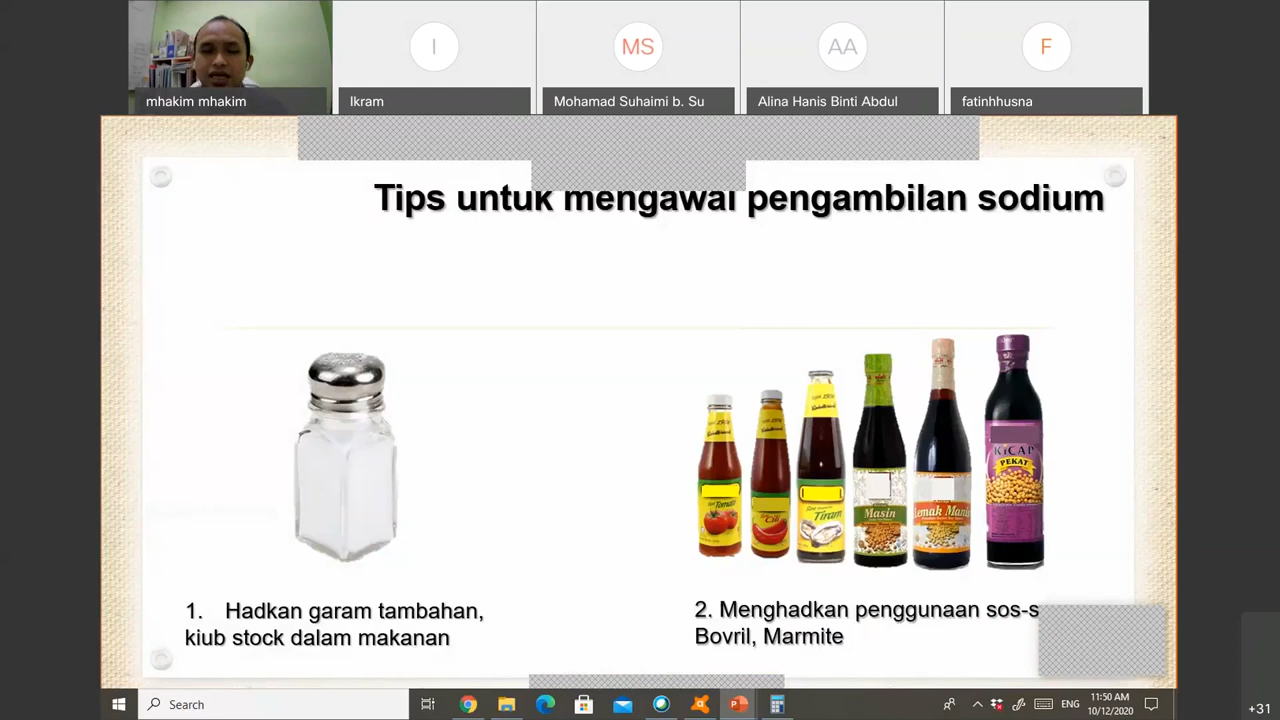 I
MS
AA
F
mhakim mhakim
Ikram
Mohamad Suhaimi b. Su
Alina Hanis Binti Abdul
fatinhhusna
Tips untuk mengawal pengambilan sodium
Tomato
Cili
Tiram
Masin
Lemak Manis
KiCAP
PEKAT
1. Hadkan garam tambahan,
kiub stock dalam makanan
2. Menghadkan penggunaan sos-s
Bovril, Marmite
Search
ENG
11:50 AM
10/12/2020
+31